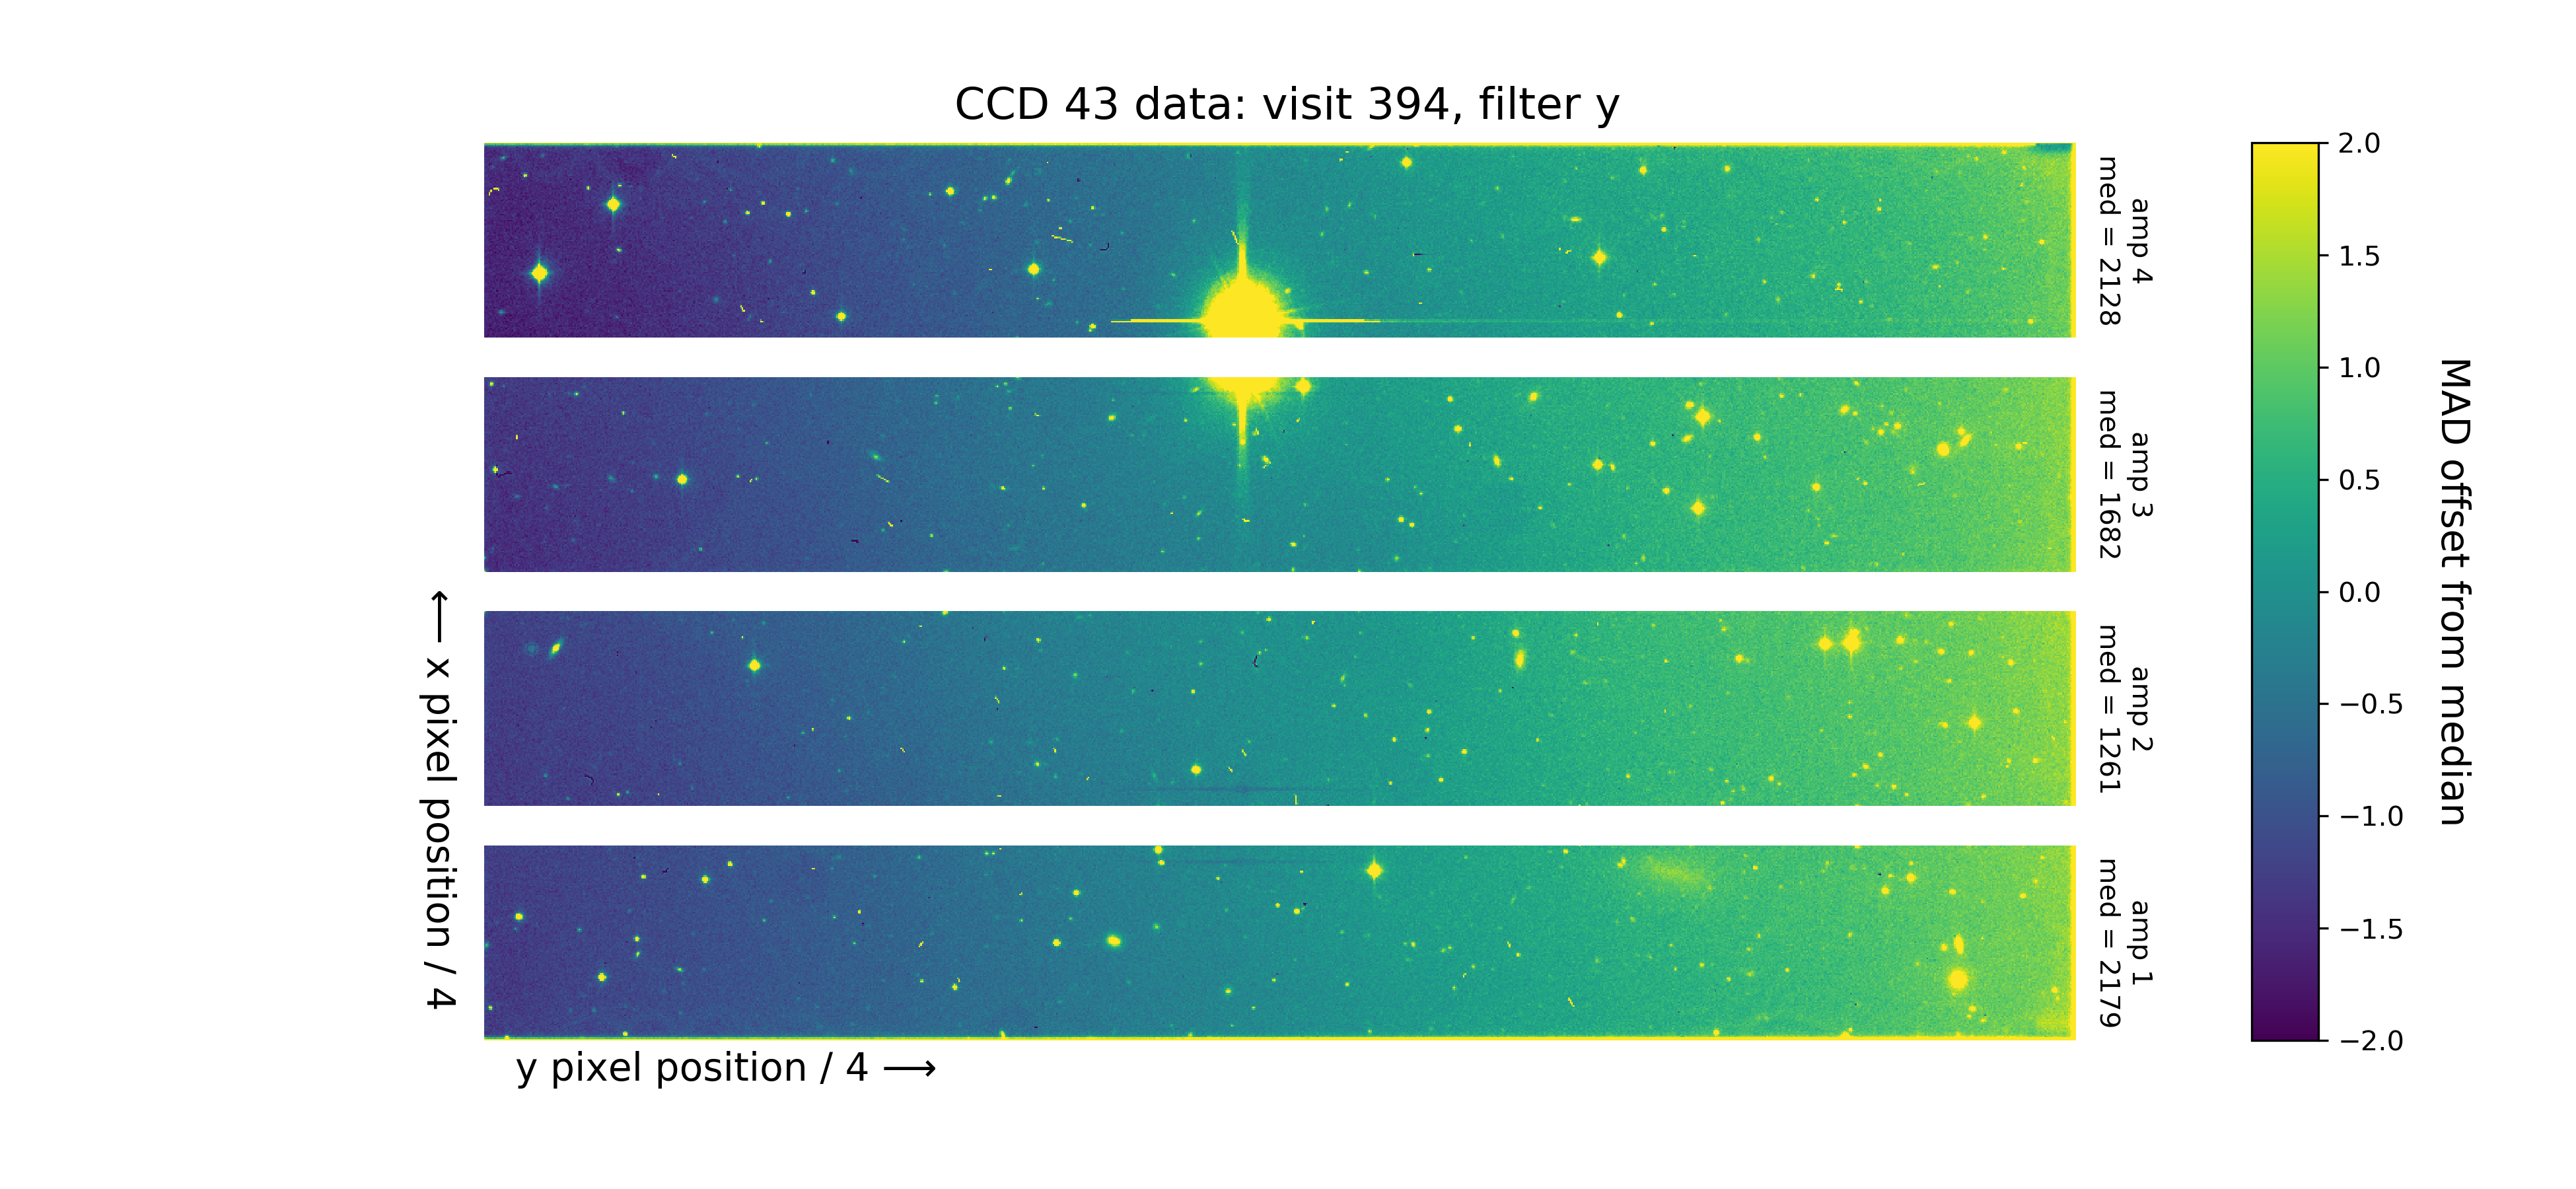 CCD 43 data: visit 394, filter y
amp 4
med = 2128
amp 3
med = 1682
amp 2
med = 1261
amp 1
med = 2179
⟵ x pixel position / 4
y pixel position / 4 ⟶
2.0
1.5
1.0
0.5
0.0
−0.5
−1.0
−1.5
−2.0
MAD offset from median